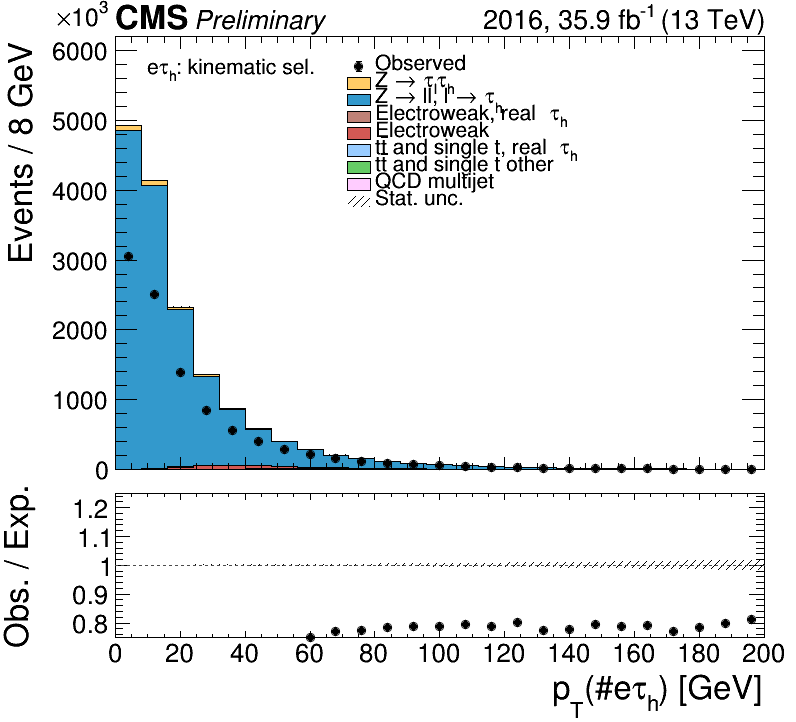 ×10³ CMS Preliminary 2016, 35.9 fb⁻¹ (13 TeV)
Events / 8 GeV
6000
5000
4000
3000
2000
1000
0
eτₕ: kinematic sel.
Observed
Z → τₗτₕ
Z → ll, l → τₕ
Electroweak, real τₕ
Electroweak
tt̄ and single t, real τₕ
tt̄ and single t other
QCD multijet
Stat. unc.
Obs. / Exp.
1.2
1.1
1
0.9
0.8
0 20 40 60 80 100 120 140 160 180 200
p_T(#eτₕ) [GeV]